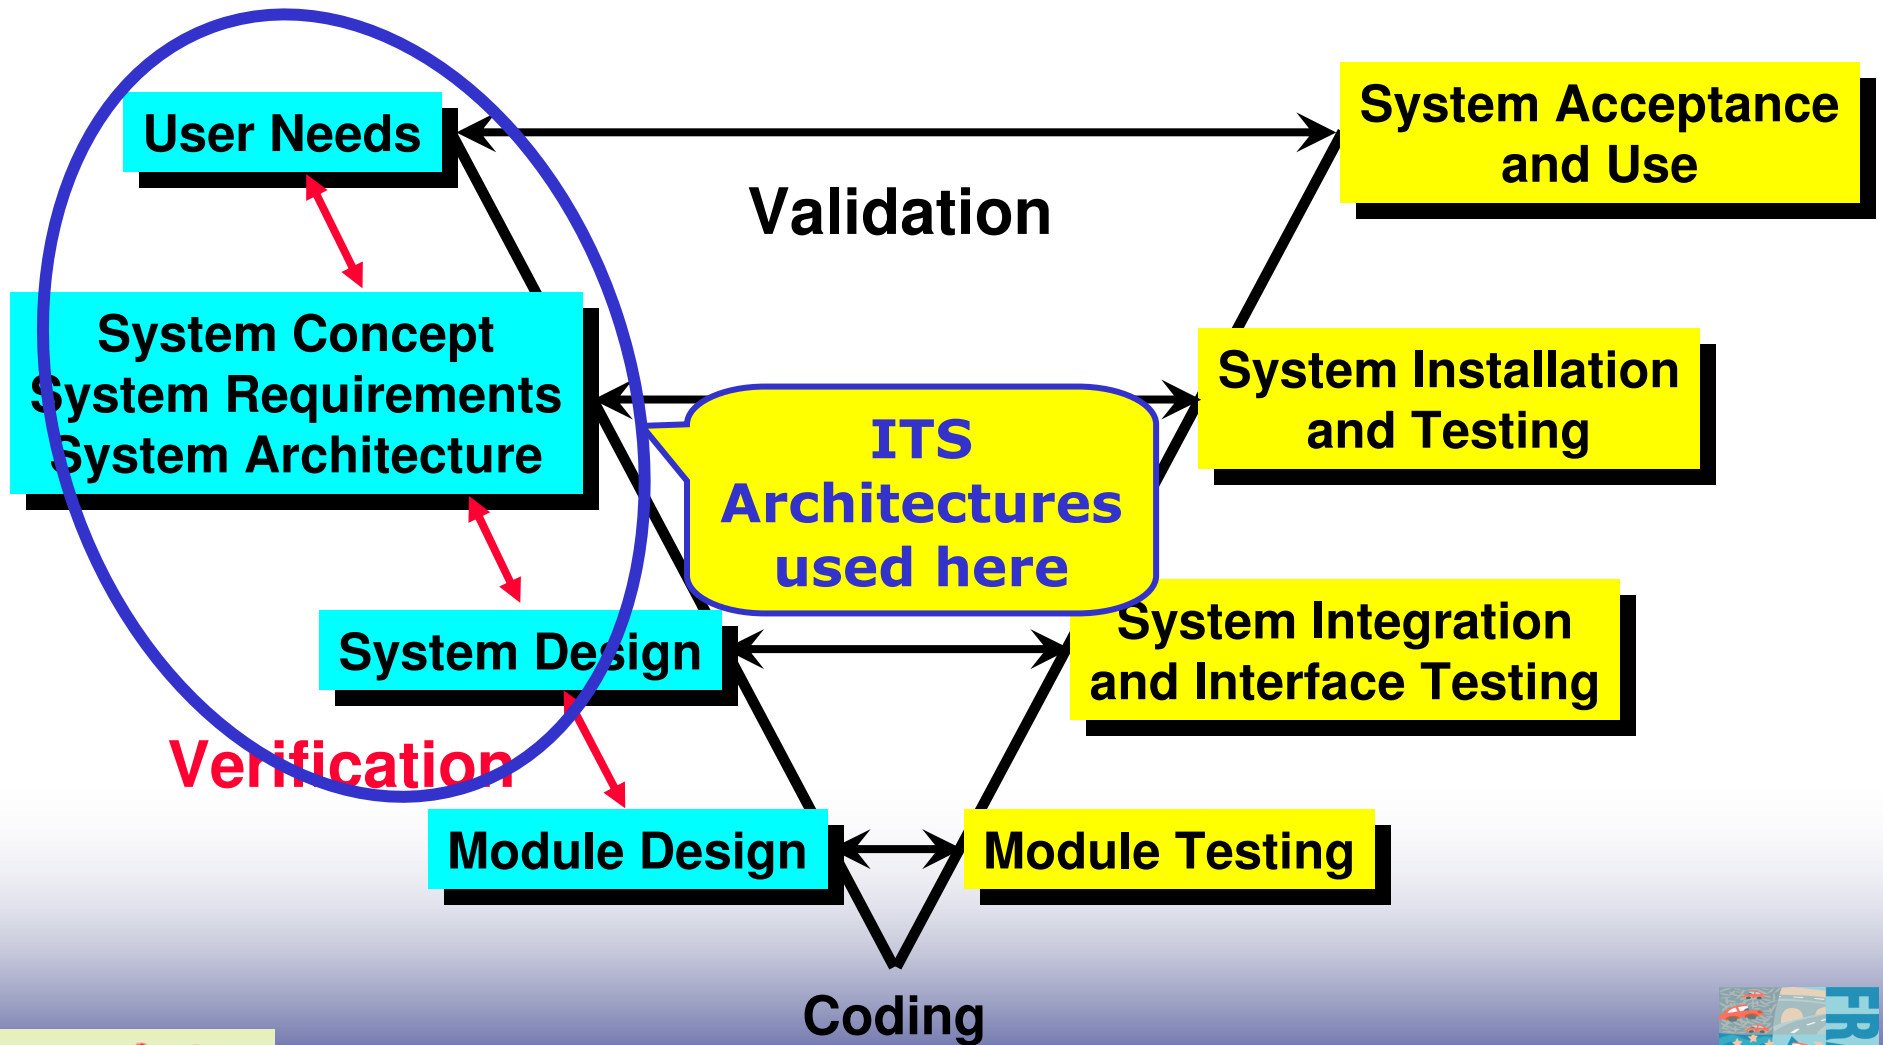 User Needs
System Acceptance
and Use
Validation
System Concept
System Requirements
System Architecture
System Installation
and Testing
ITS
Architectures
used here
System Design
System Integration
and Interface Testing
Verification
Module Design
Module Testing
Coding